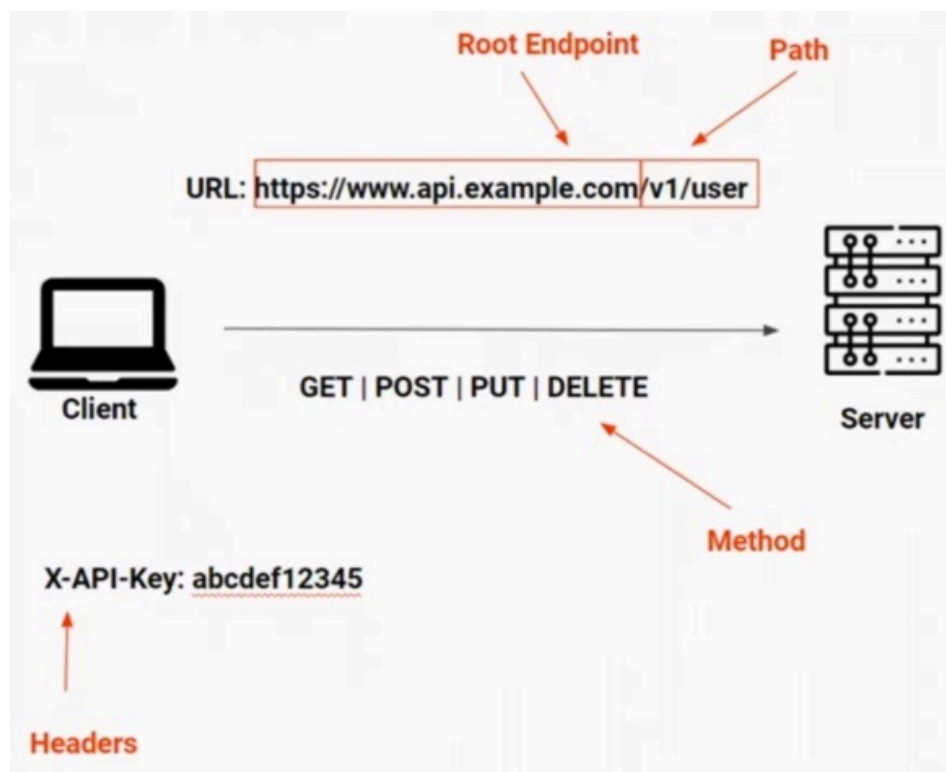 Root Endpoint
Path
URL: https://www.api.example.com/v1/user
Client
GET | POST | PUT | DELETE
Server
Method
X-API-Key: abcdef12345
Headers